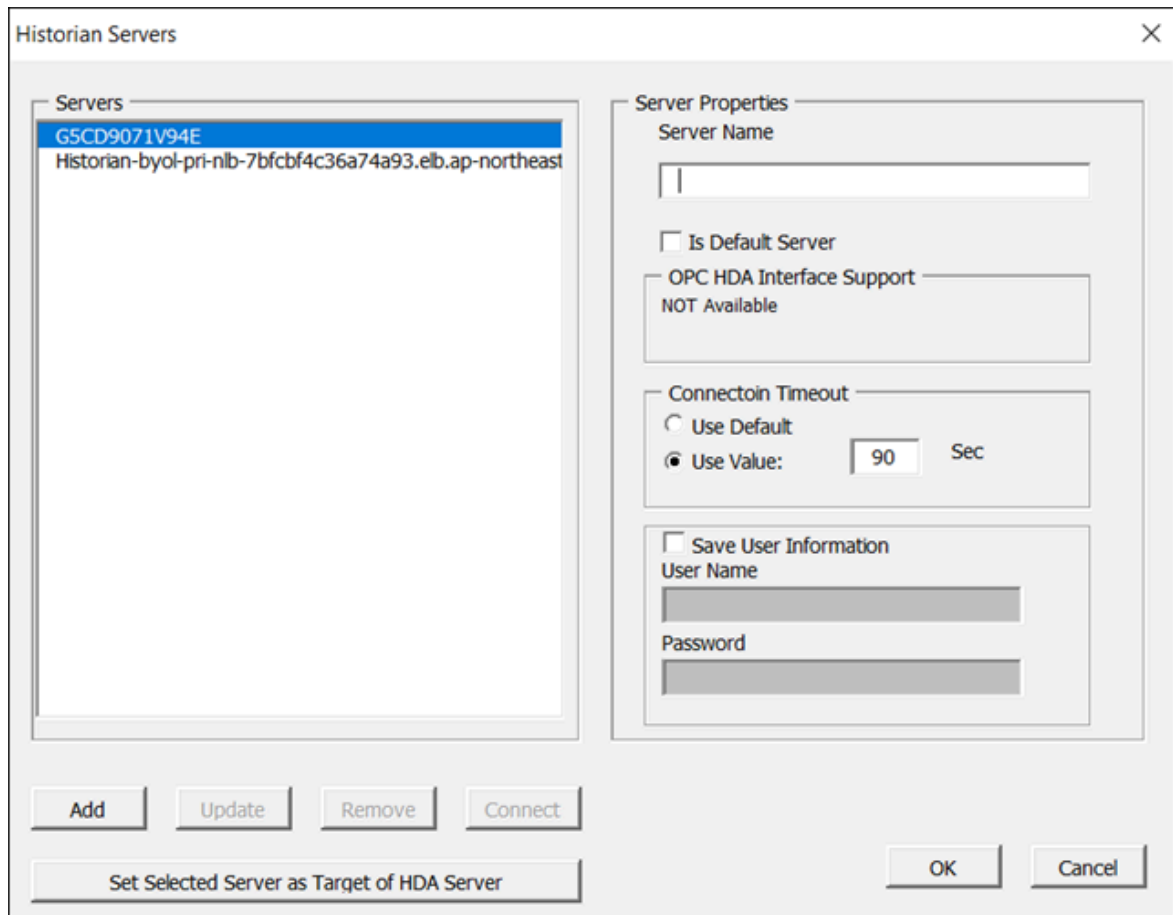 Historian Servers
Servers
G5CD9071V94E
Historian-byol-pri-nlb-7bfcbf4c36a74a93.elb.ap-northeast
Server Properties
Server Name
Is Default Server
OPC HDA Interface Support
NOT Available
Connectoin Timeout
Use Default
Use Value: 90 Sec
Save User Information
User Name
Password
Add Update Remove Connect
Set Selected Server as Target of HDA Server
OK Cancel